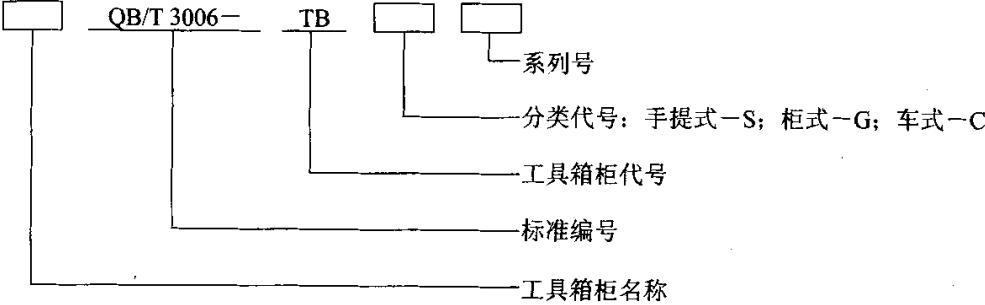 QB/T 3006－ TB
系列号
分类代号：手提式－S；柜式－G；车式－C
工具箱柜代号
标准编号
工具箱柜名称